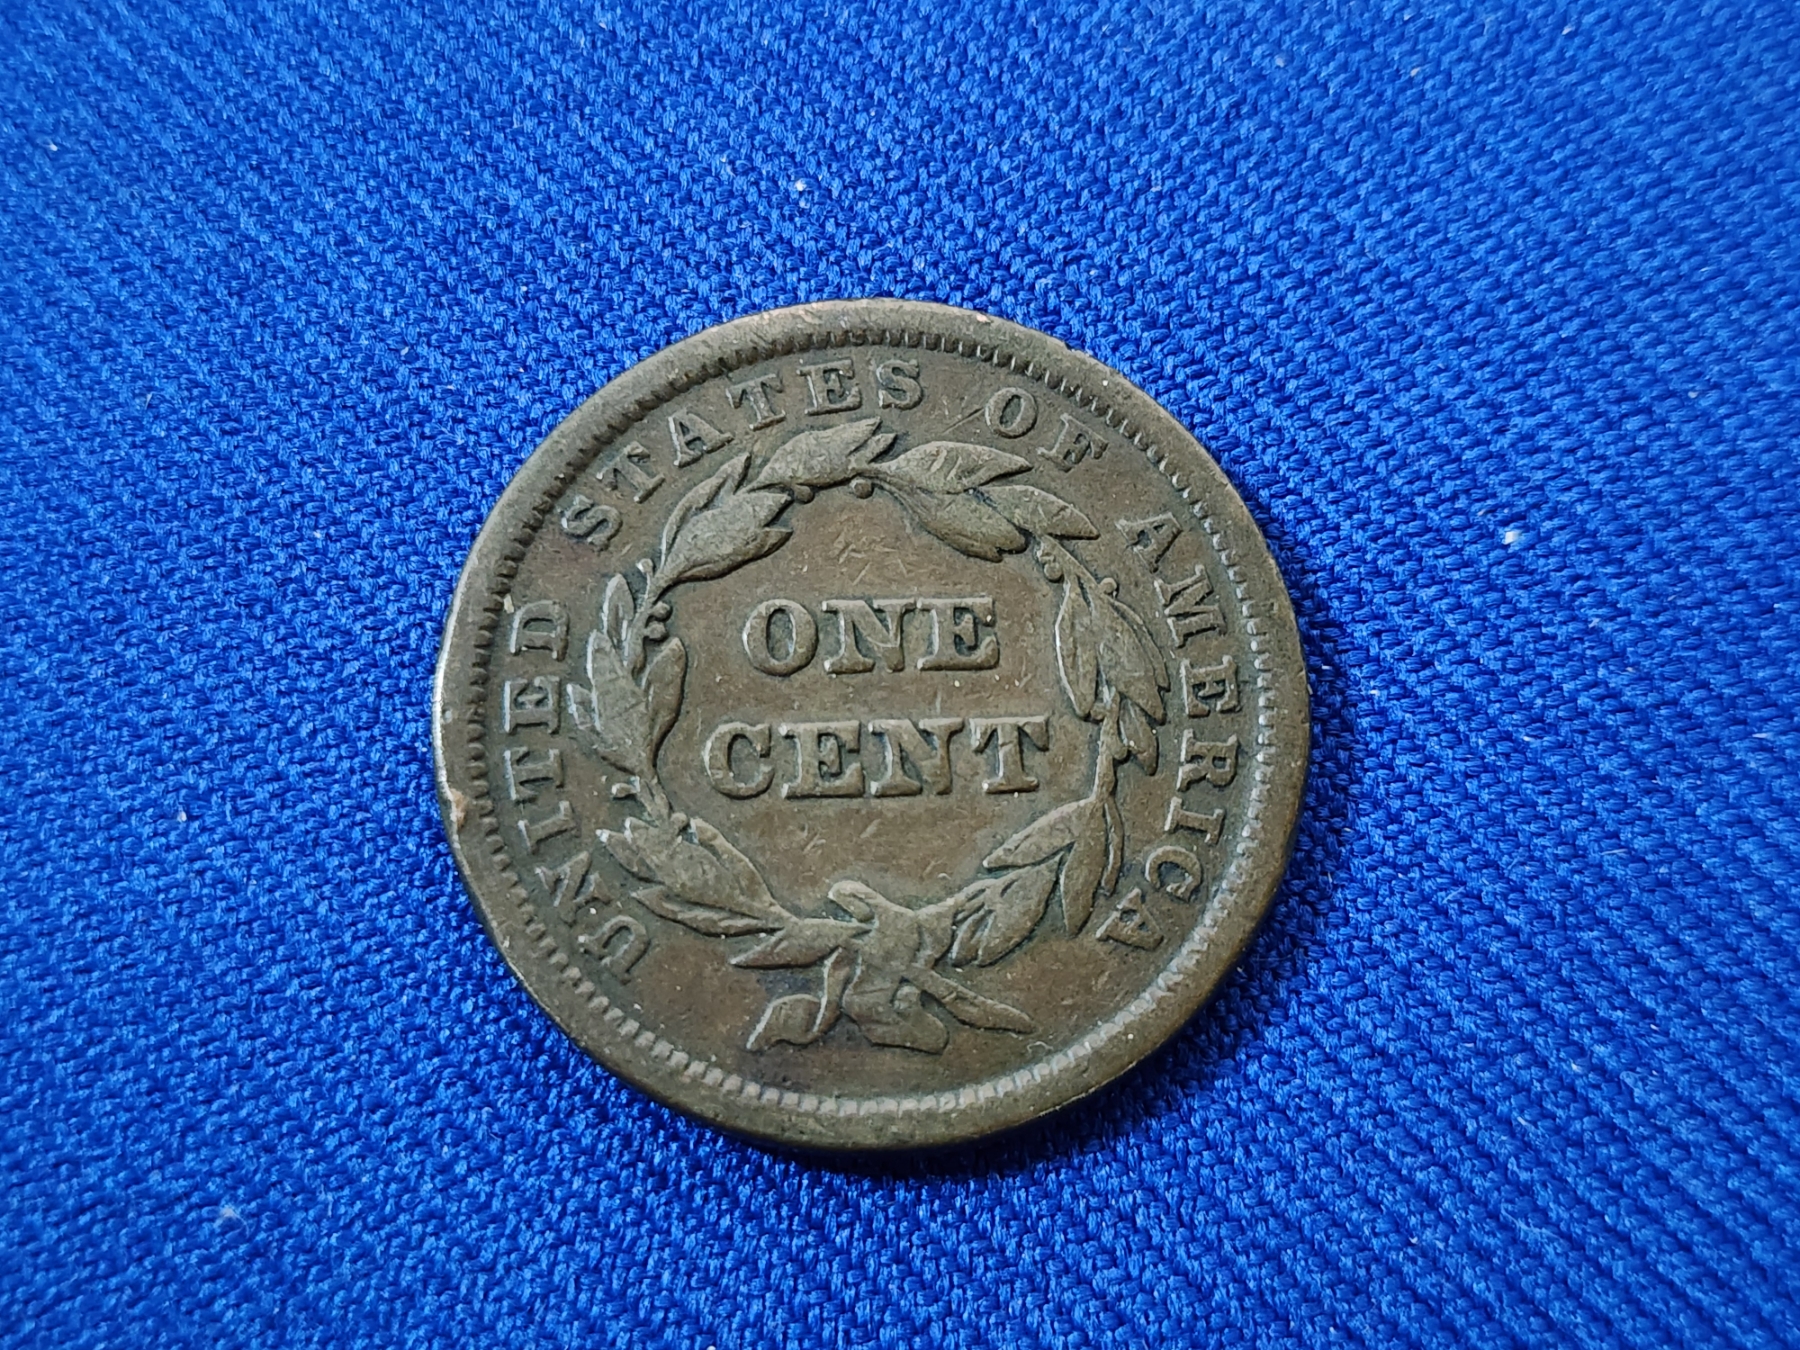 UNITED STATES OF AMERICA
ONE
CENT